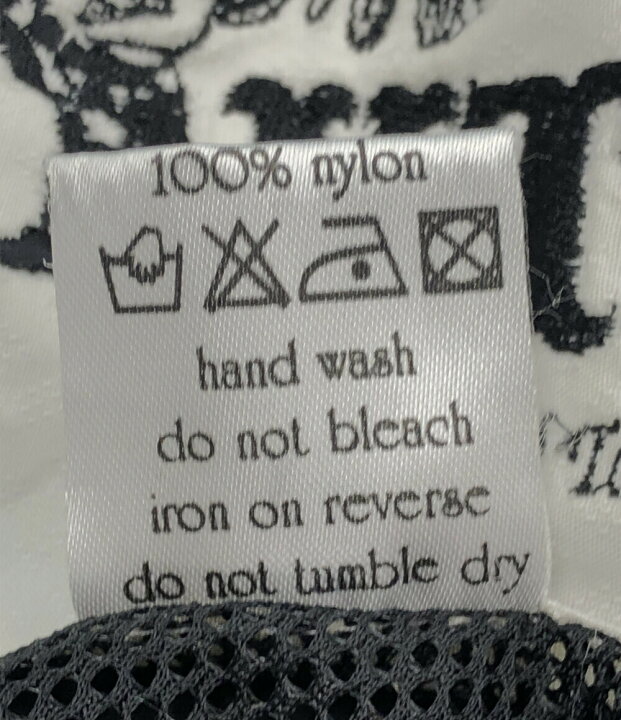 100% nylon
hand wash
do not bleach
iron on reverse
do not tumble dry